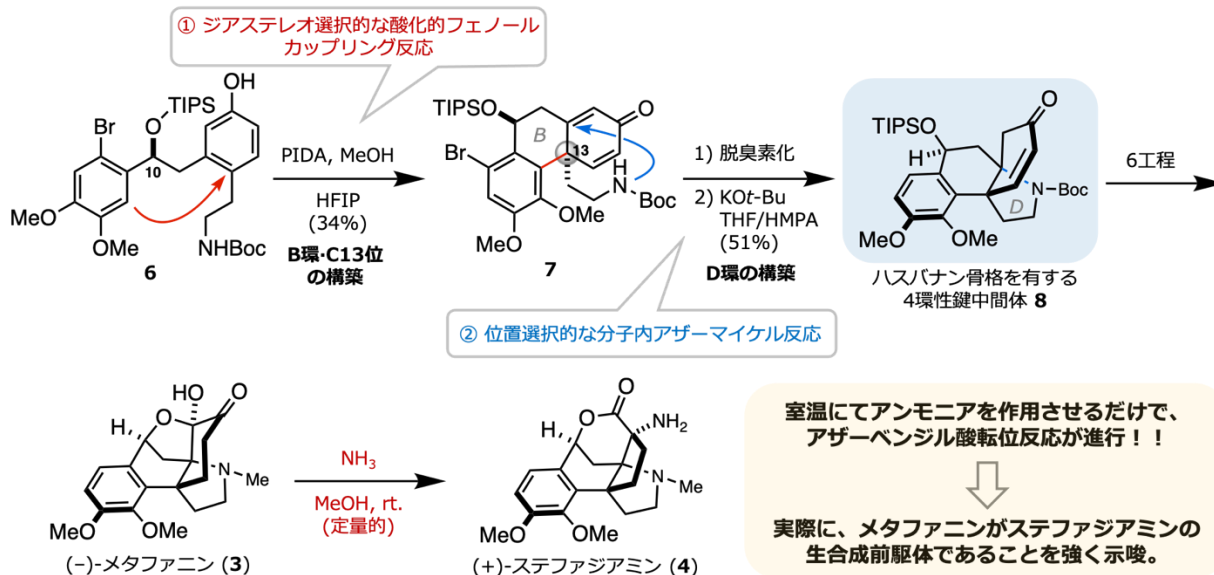 ① ジアステレオ選択的な酸化的フェノール
カップリング反応
OH
TIPS
Br
O
10
MeO
OMe
NHBoc
6
PIDA, MeOH
HFIP
(34%)
B環·C13位
の構築
TIPSO
O
B
Br
13
H
N
Boc
OMe
MeO
7
1) 脱臭素化
2) KOt-Bu
THF/HMPA
(51%)
D環の構築
O
TIPSO
H
N
Boc
D
MeO
OMe
ハスバナン骨格を有する
4環性鍵中間体 8
6工程
② 位置選択的な分子内アザーマイケル反応
HO
O
H
O
N
Me
MeO
OMe
(−)-メタファニン (3)
NH3
MeOH, rt.
(定量的)
O
O
NH2
H
N
Me
MeO
OMe
(+)-ステファジアミン (4)
室温にてアンモニアを作用させるだけで、
アザーベンジル酸転位反応が進行！！
実際に、メタファニンがステファジアミンの
生合成前駆体であることを強く示唆。